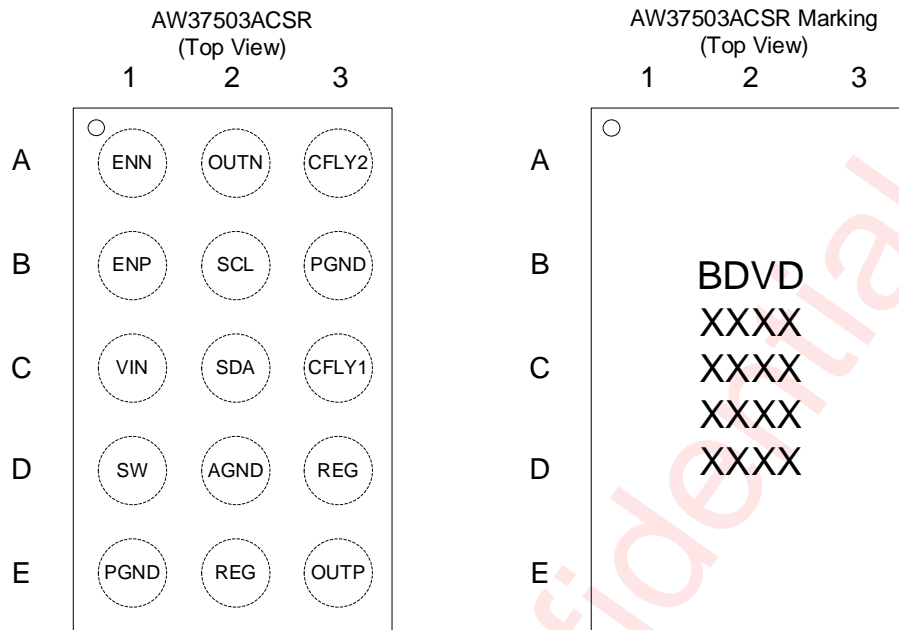 AW37503ACSR
(Top View)
1 2 3
A ENN OUTN CFLY2
B ENP SCL PGND
C VIN SDA CFLY1
D SW AGND REG
E PGND REG OUTP
AW37503ACSR Marking
(Top View)
1 2 3
A
B
C
D
E
BDVD
XXXX
XXXX
XXXX
XXXX
fidential